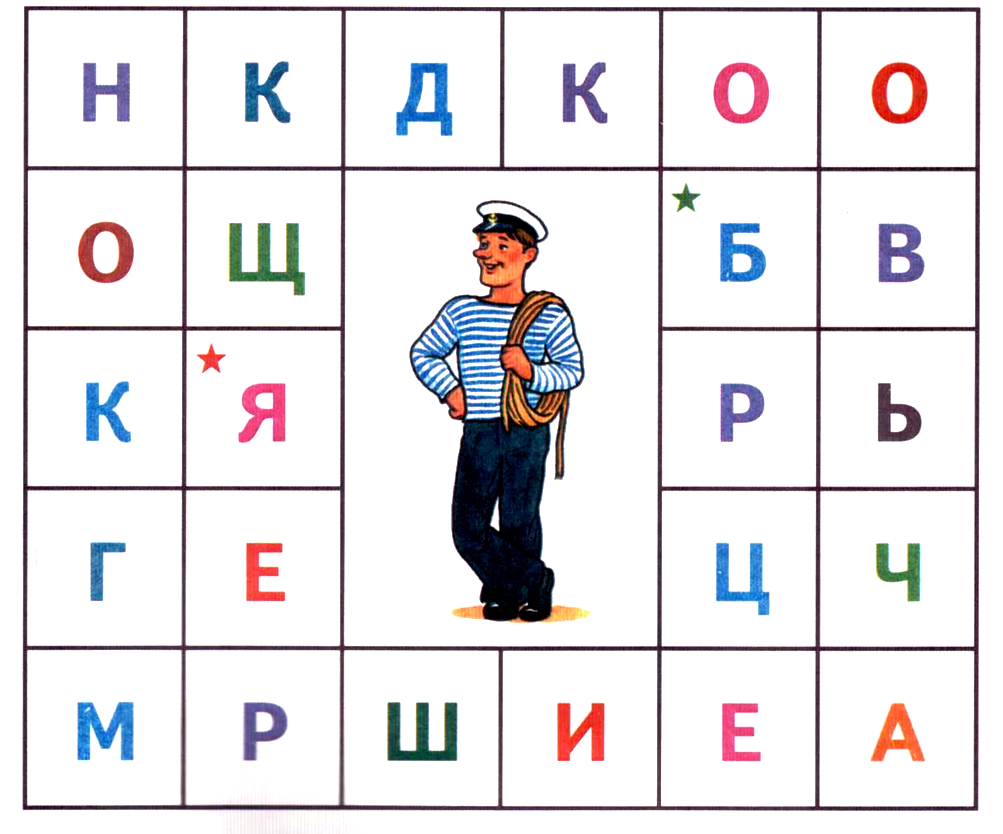 Н К Д К О О
О Щ Б В
К Я Р Ь
Г Е Ц Ч
М Р Ш И Е А